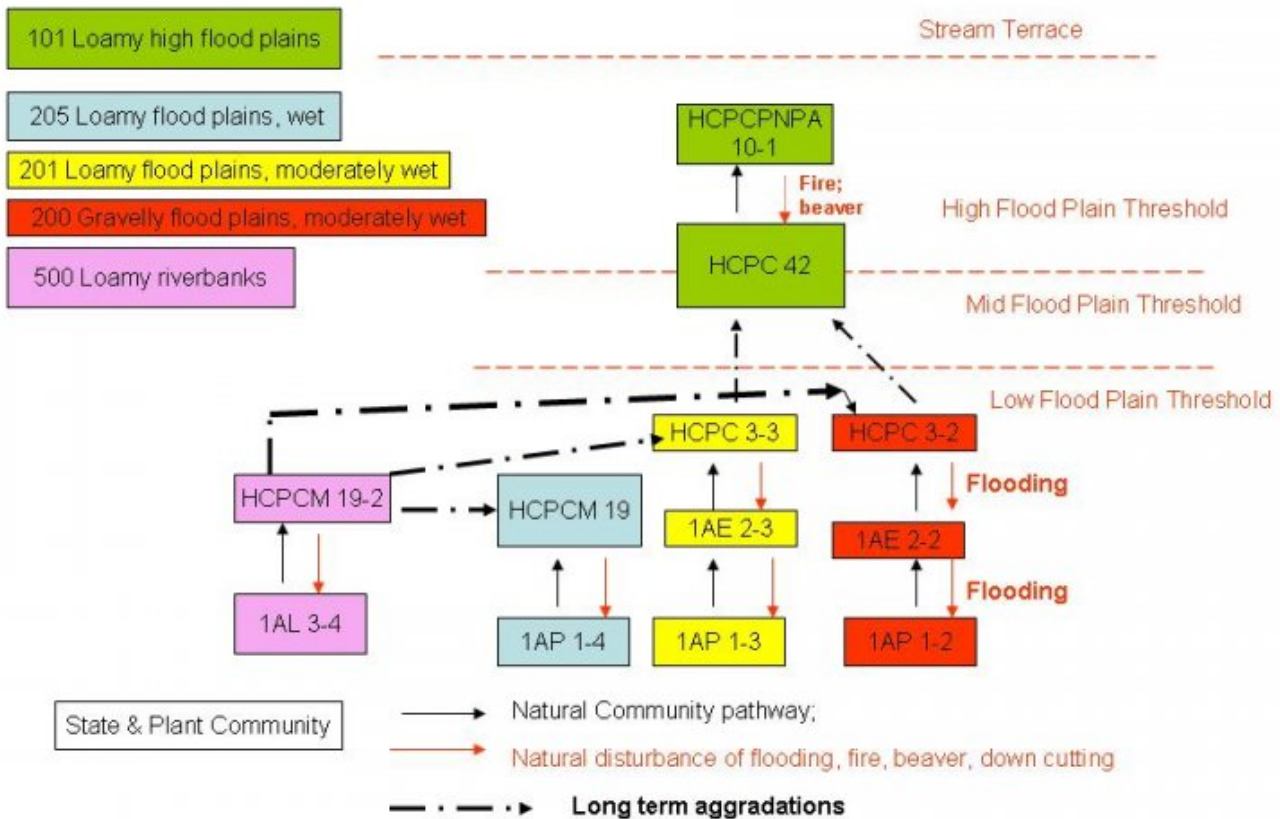 101 Loamy high flood plains
Stream Terrace
205 Loamy flood plains, wet
HCPCPNPA
10-1
201 Loamy flood plains, moderately wet
Fire;
beaver
200 Gravelly flood plains, moderately wet
High Flood Plain Threshold
500 Loamy riverbanks
HCPC 42
Mid Flood Plain Threshold
Low Flood Plain Threshold
HCPC 3-3
HCPC 3-2
HCPCM 19-2
HCPCM 19
Flooding
1AE 2-3
1AE 2-2
Flooding
1AL 3-4
1AP 1-4
1AP 1-3
1AP 1-2
State & Plant Community
Natural Community pathway;
Natural disturbance of flooding, fire, beaver, down cutting
Long term aggradations